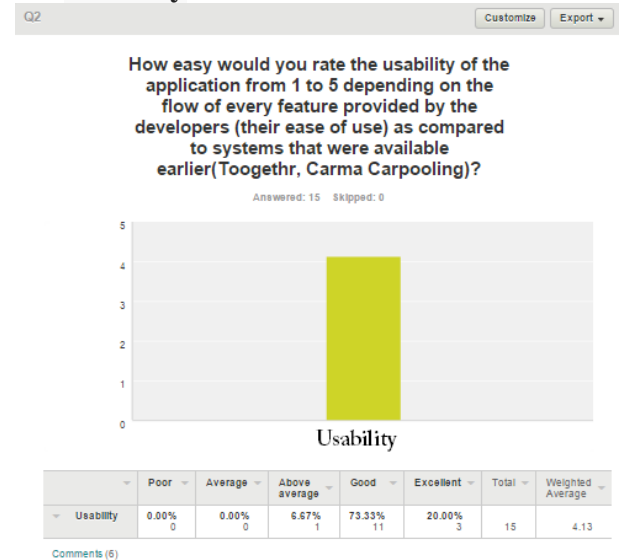 Q2
Customize
Export
How easy would you rate the usability of the
application from 1 to 5 depending on the
flow of every feature provided by the
developers (their ease of use) as compared
to systems that were available
earlier(Toogethr, Carma Carpooling)?
Answered: 15 Skipped: 0
5
4
3
2
1
0
Usability
Poor Average Above average Good Excellent Total Weighted Average
Usability 0.00% 0.00% 6.67% 73.33% 20.00%
0 0 1 11 3 15 4.13
Comments (6)